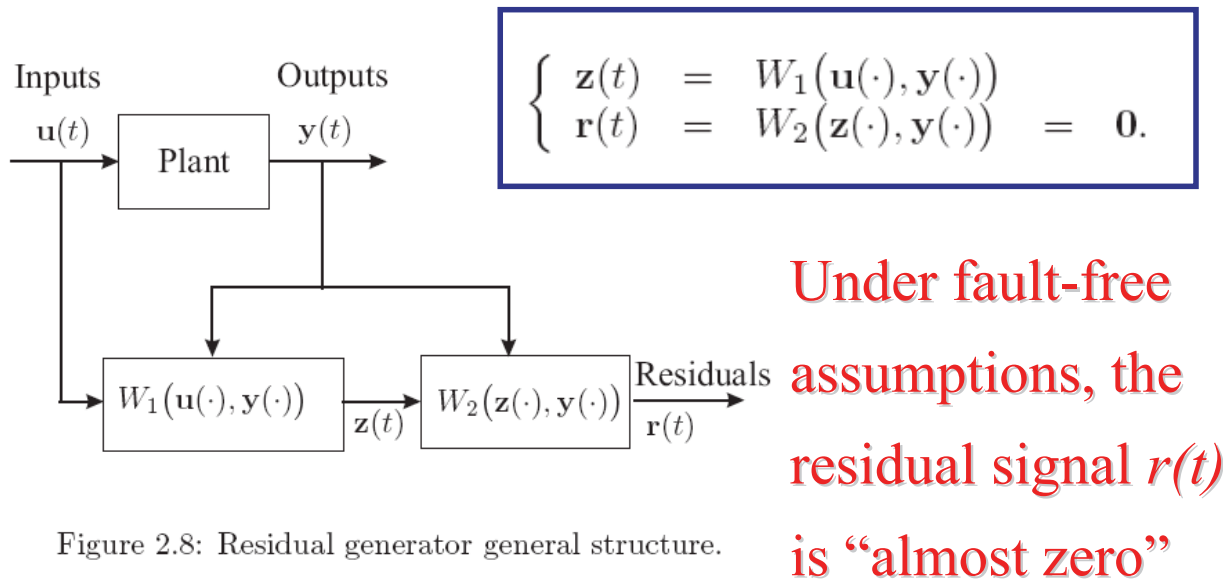 Inputs
Outputs
u(t)
y(t)
Plant
{ z(t) = W₁(u(·), y(·))
r(t) = W₂(z(·), y(·)) = 0.
W₁(u(·), y(·))
z(t)
W₂(z(·), y(·))
Residuals
r(t)
Under fault-free
assumptions, the
residual signal r(t)
is “almost zero”
Figure 2.8: Residual generator general structure.